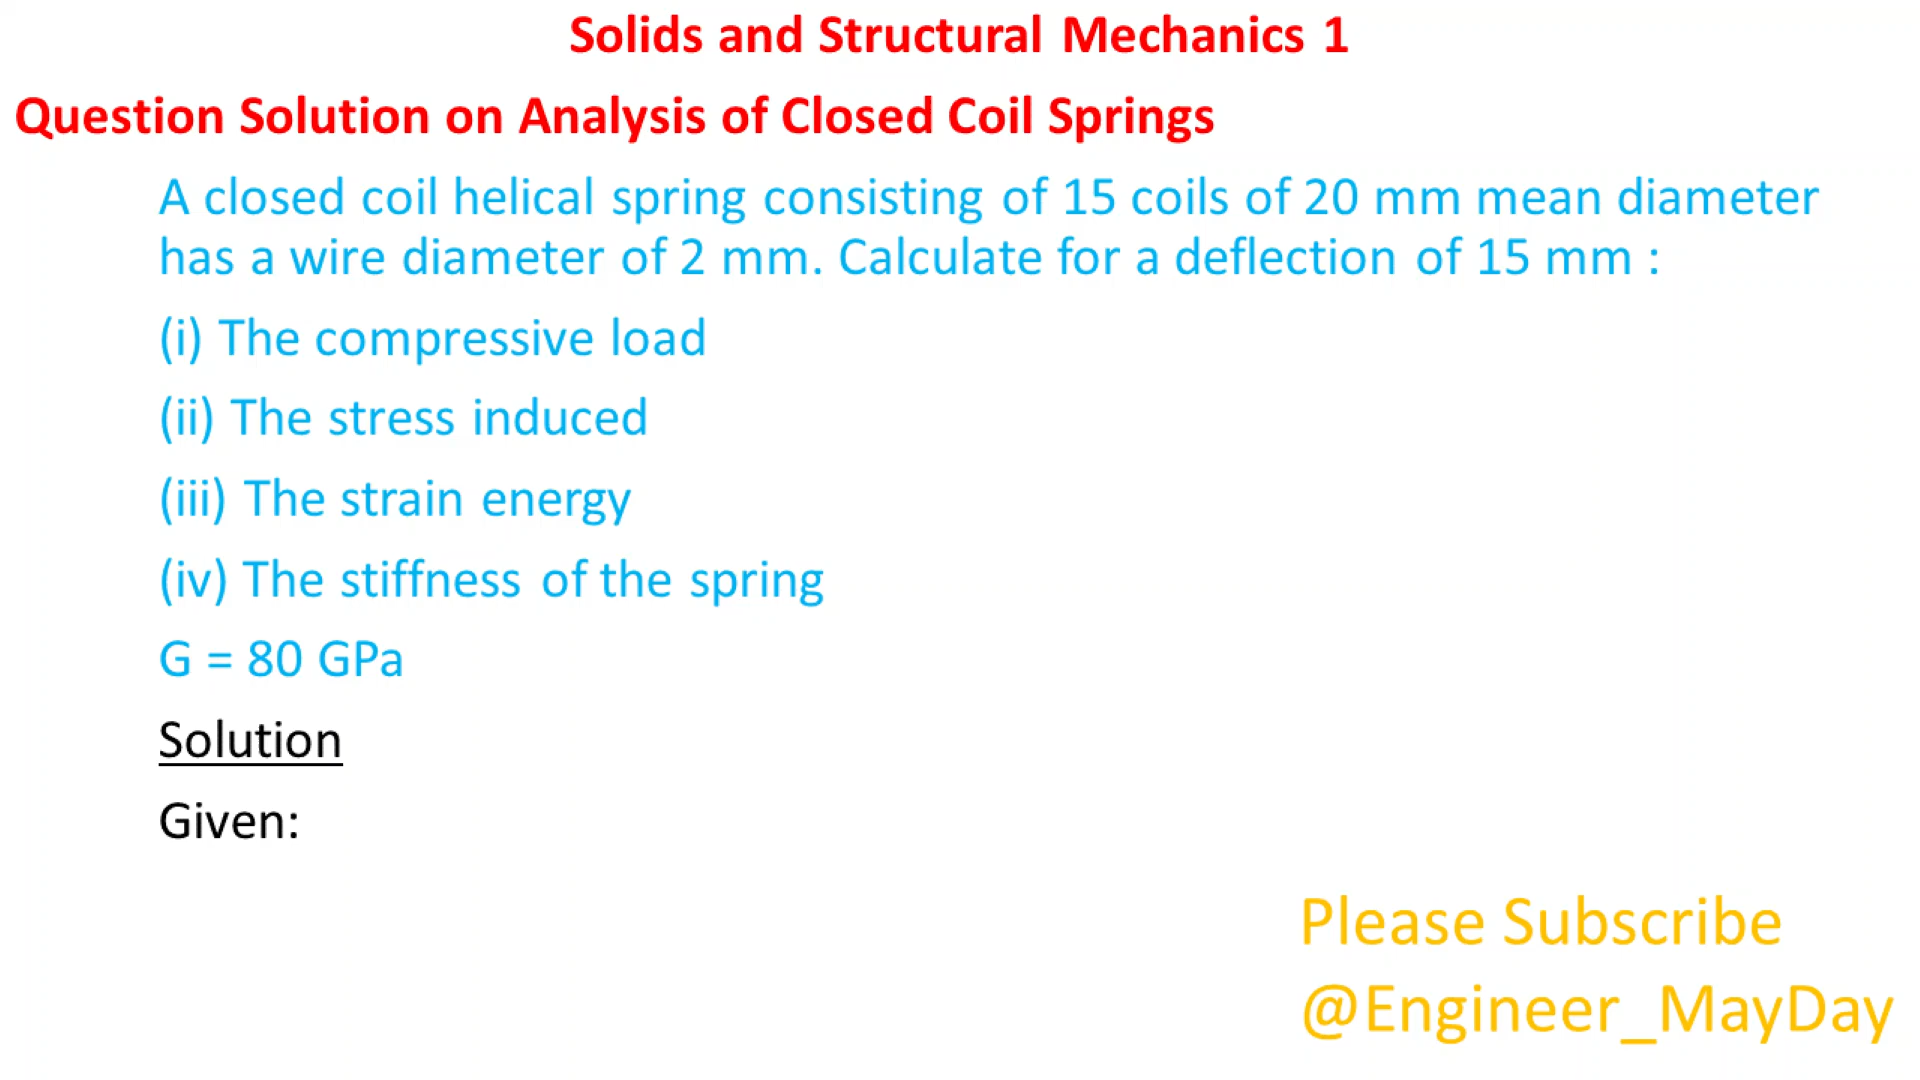 Solids and Structural Mechanics 1
Question Solution on Analysis of Closed Coil Springs
A closed coil helical spring consisting of 15 coils of 20 mm mean diameter
has a wire diameter of 2 mm. Calculate for a deflection of 15 mm :
(i) The compressive load
(ii) The stress induced
(iii) The strain energy
(iv) The stiffness of the spring
G = 80 GPa
Solution
Given:
Please Subscribe
@Engineer_MayDay